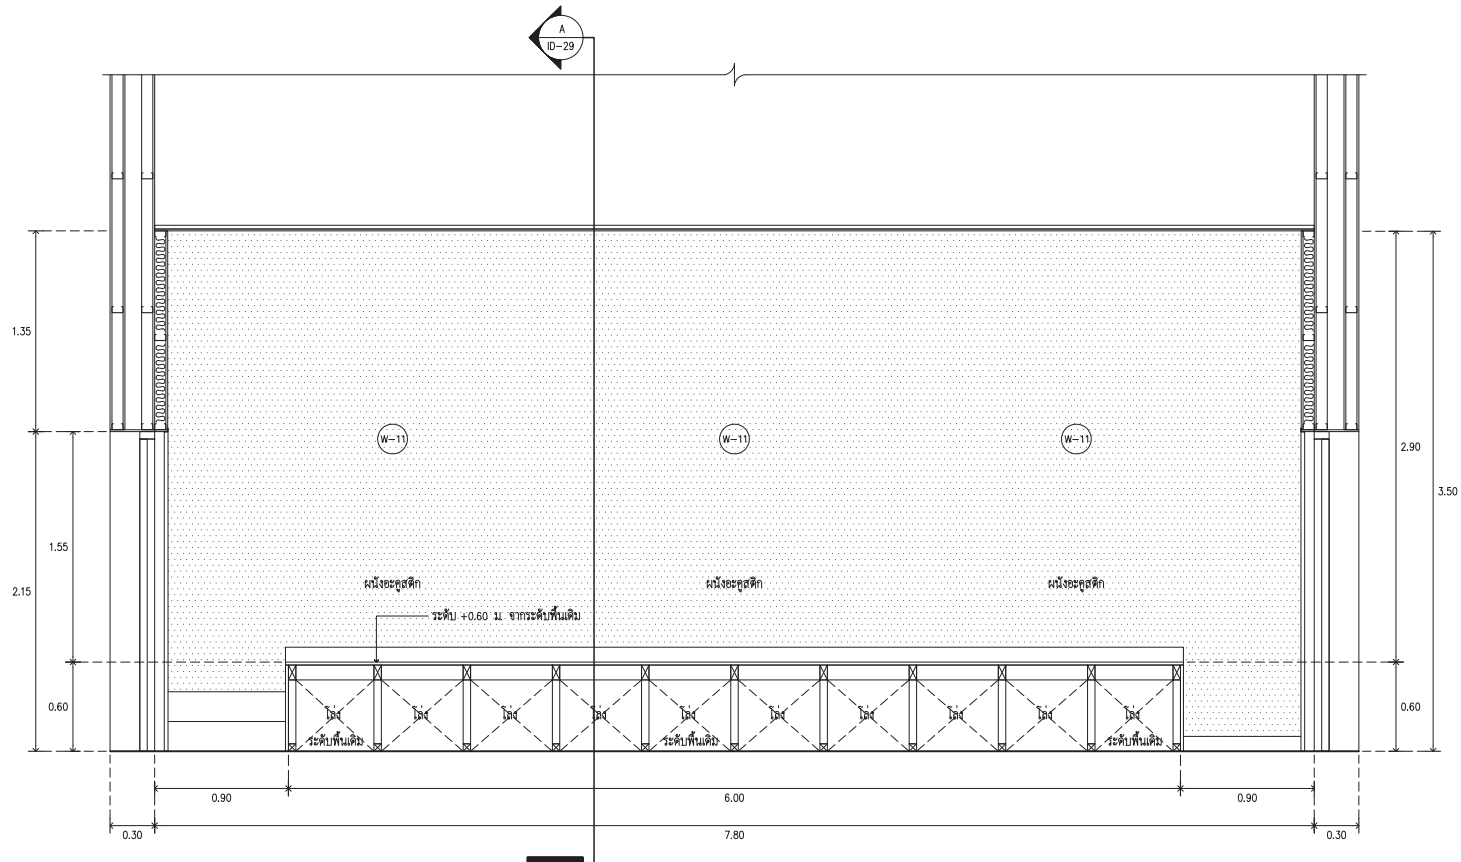 A
ID-29
1.35
W-11
W-11
W-11
2.90
3.50
1.55
2.15
ผนังอะคูสติก
ผนังอะคูสติก
ผนังอะคูสติก
ระดับ +0.60 ม. จากระดับพื้นเดิม
0.60
โล่ง
โล่ง
โล่ง
โล่ง
โล่ง
โล่ง
โล่ง
โล่ง
โล่ง
โล่ง
0.60
ระดับพื้นเดิม
ระดับพื้นเดิม
ระดับพื้นเดิม
0.90
6.00
0.90
0.30
7.80
0.30